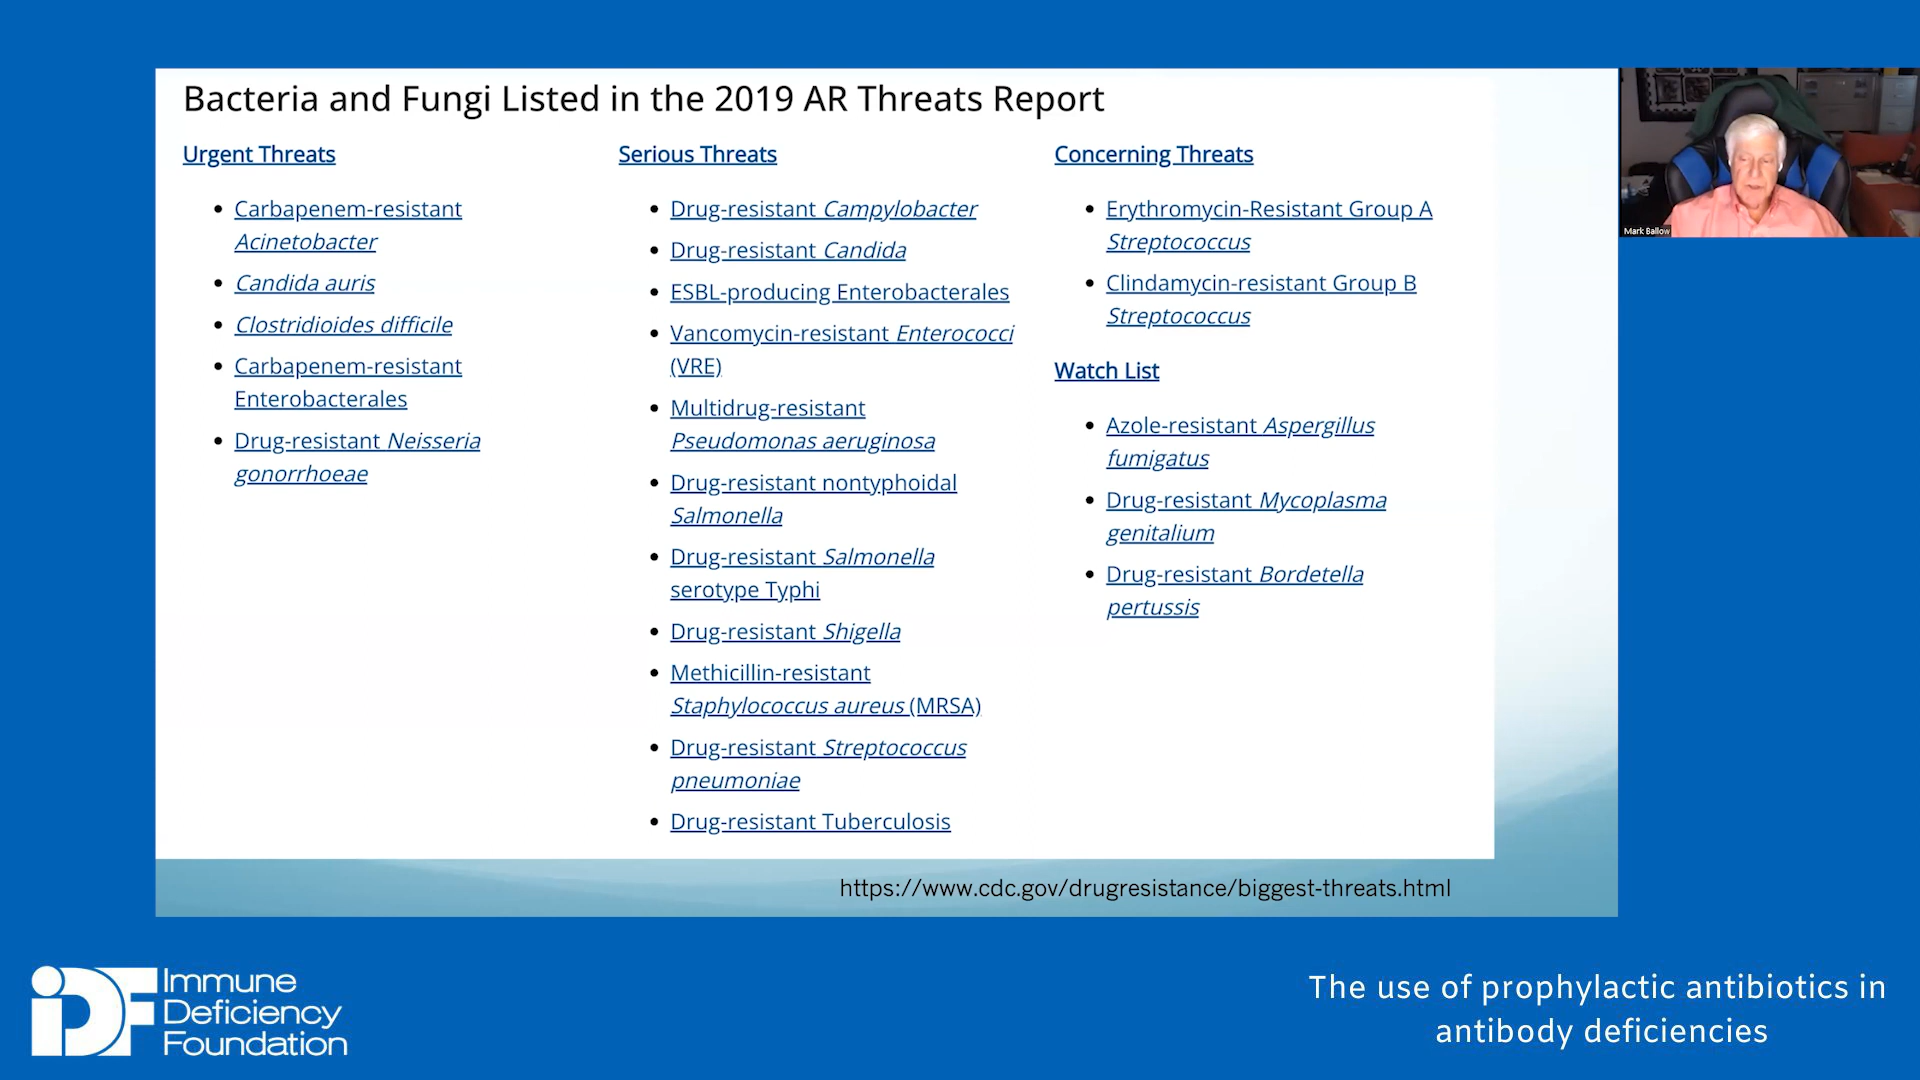 Bacteria and Fungi Listed in the 2019 AR Threats Report
Urgent Threats
Carbapenem-resistant
Acinetobacter
Candida auris
Clostridioides difficile
Carbapenem-resistant
Enterobacterales
Drug-resistant Neisseria
gonorrhoeae
Serious Threats
Drug-resistant Campylobacter
Drug-resistant Candida
ESBL-producing Enterobacterales
Vancomycin-resistant Enterococci
(VRE)
Multidrug-resistant
Pseudomonas aeruginosa
Drug-resistant nontyphoidal
Salmonella
Drug-resistant Salmonella
serotype Typhi
Drug-resistant Shigella
Methicillin-resistant
Staphylococcus aureus (MRSA)
Drug-resistant Streptococcus
pneumoniae
Drug-resistant Tuberculosis
Concerning Threats
Erythromycin-Resistant Group A
Streptococcus
Clindamycin-resistant Group B
Streptococcus
Watch List
Azole-resistant Aspergillus
fumigatus
Drug-resistant Mycoplasma
genitalium
Drug-resistant Bordetella
pertussis
https://www.cdc.gov/drugresistance/biggest-threats.html
Mark Ballow
iDF
Immune
Deficiency
Foundation
The use of prophylactic antibiotics in
antibody deficiencies